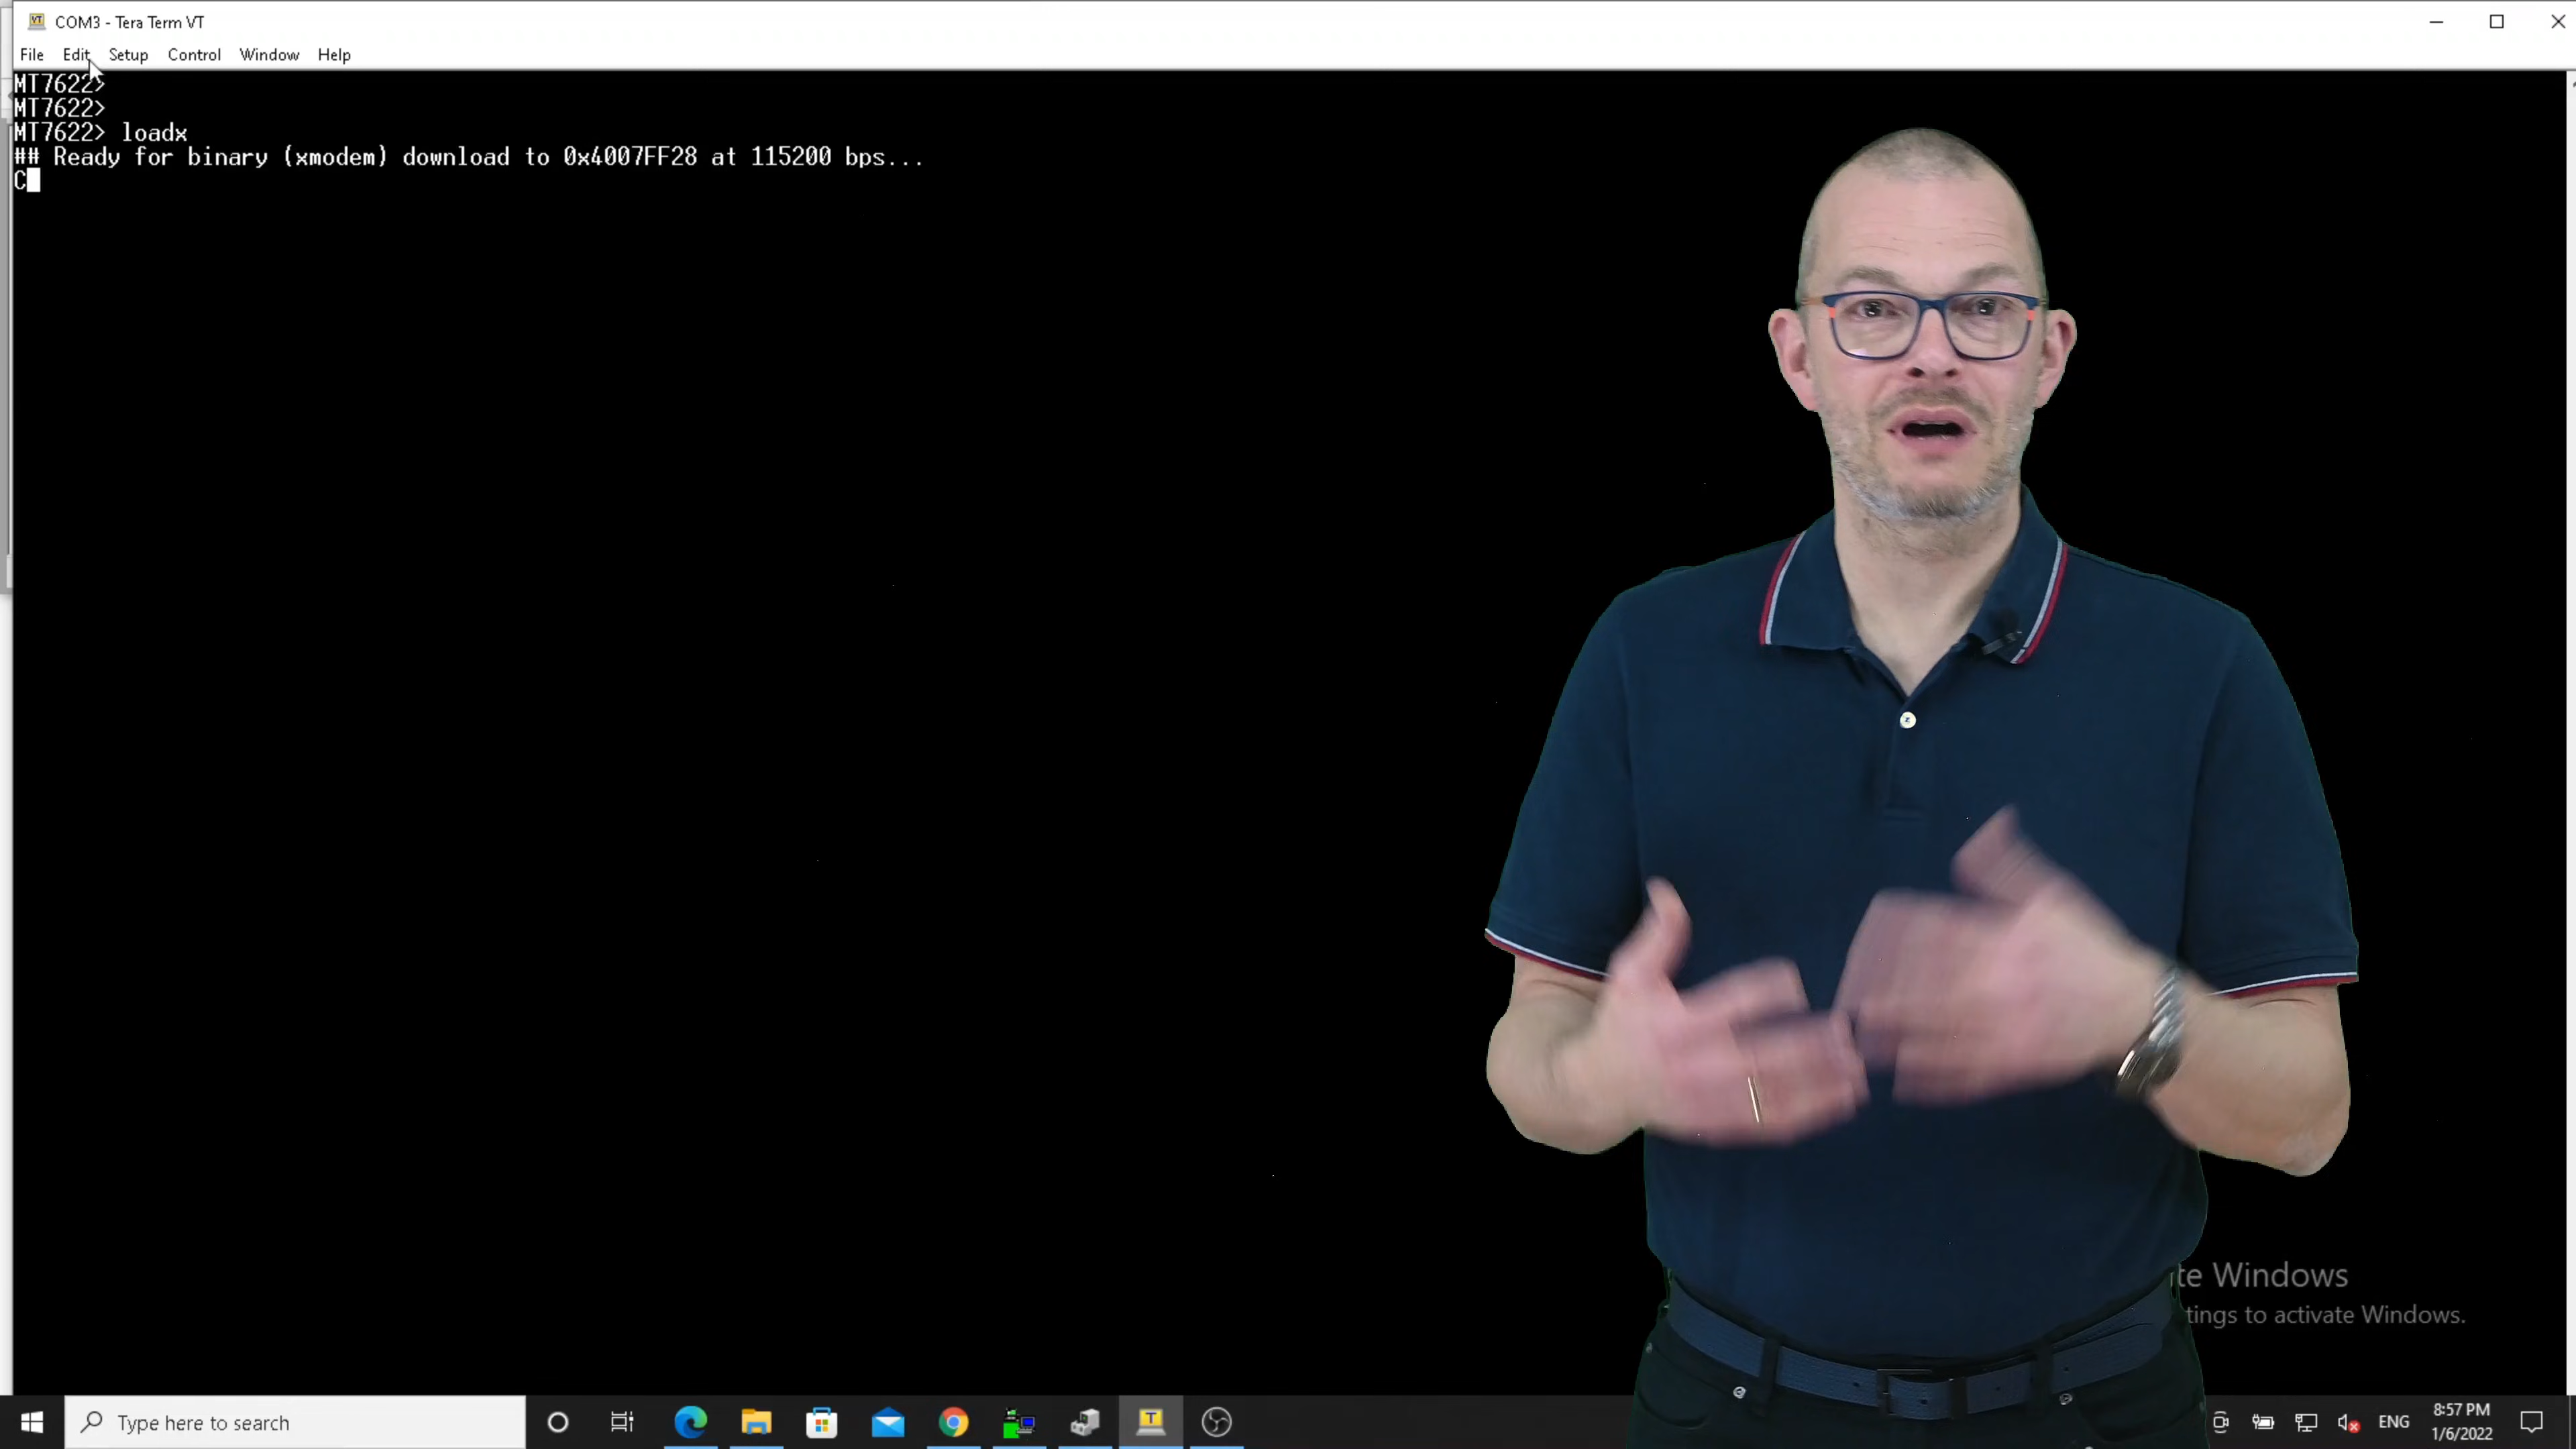 COM3 - Tera Term VT
File Edit Setup Control Window Help
MT7622>
MT7622>
MT7622> loadx
## Ready for binary (xmodem) download to 0x4007FF28 at 115200 bps...
C
te Windows
tings to activate Windows.
Type here to search
ENG
8:57 PM
1/6/2022